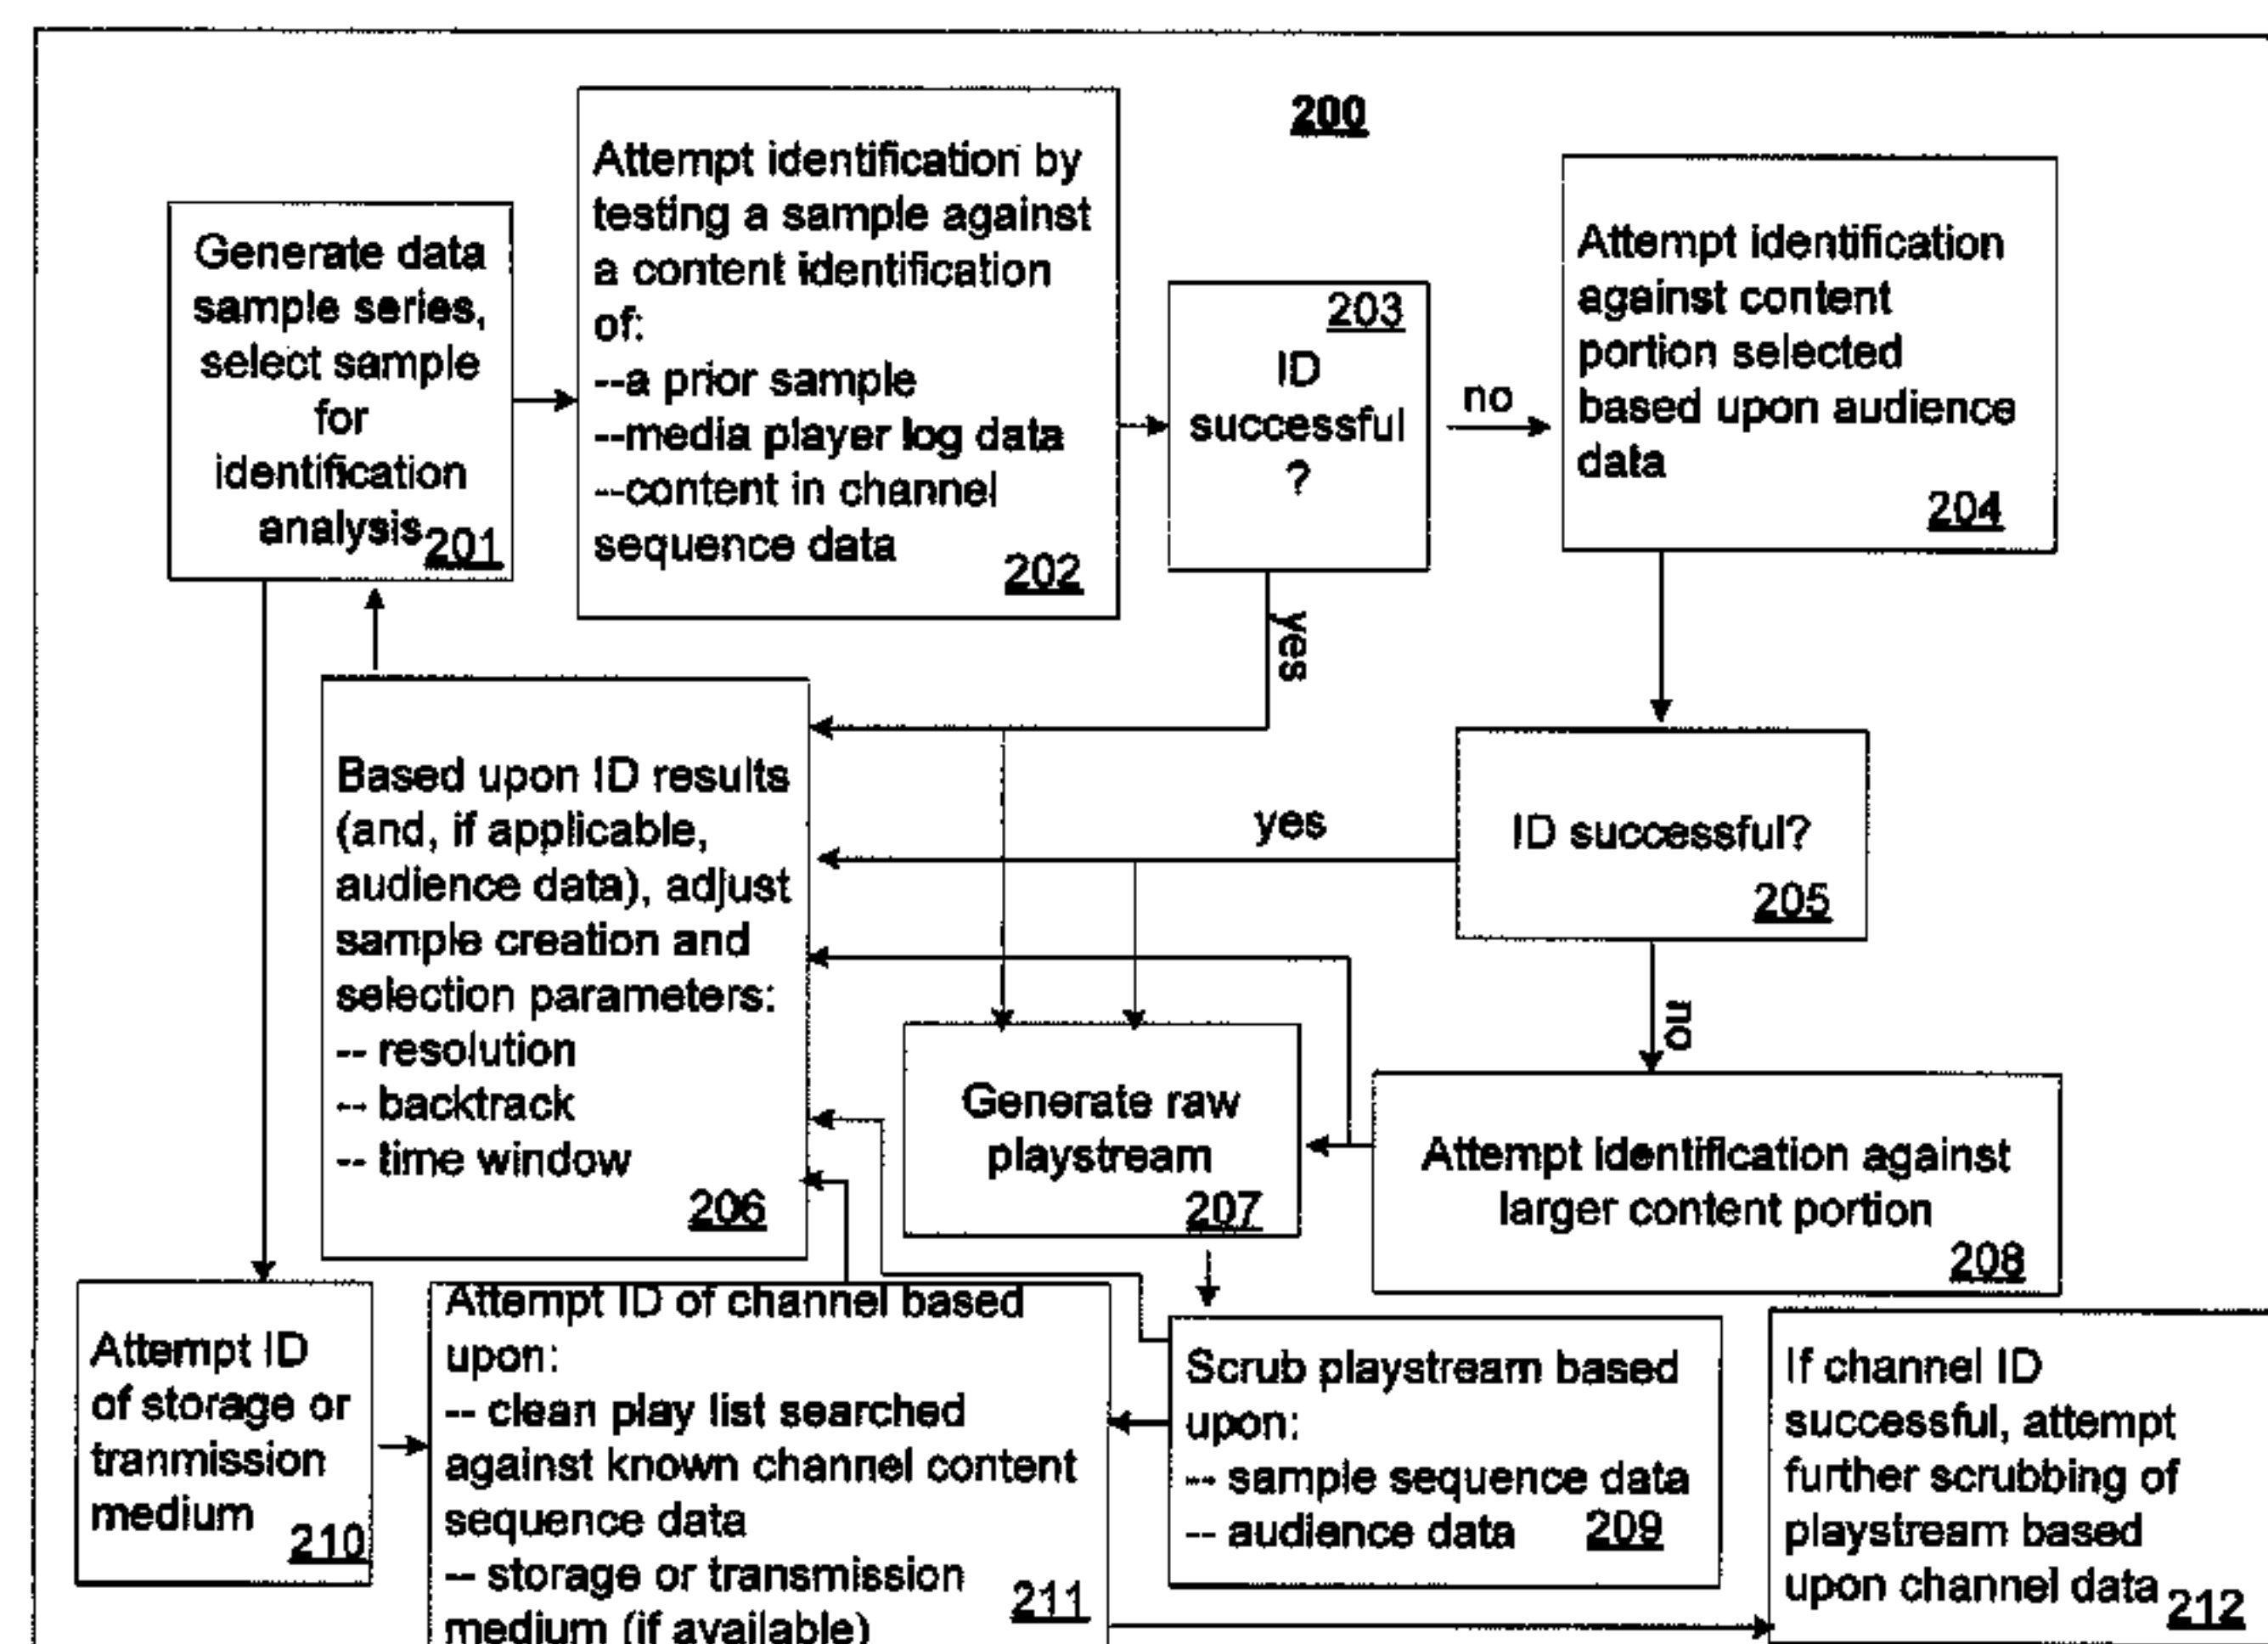 200
Generate data
sample series,
select sample
for
identification
analysis
201
Attempt identification by
testing a sample against
a content identification
of:
--a prior sample
--media player log data
--content in channel
sequence data
202
203
ID
successful
?
no
yes
Attempt identification
against content
portion selected
based upon audience
data
204
ID successful?
205
yes
no
Based upon ID results
(and, if applicable,
audience data), adjust
sample creation and
selection parameters:
-- resolution
-- backtrack
-- time window
206
Generate raw
playstream
207
Attempt identification against
larger content portion
208
Attempt ID
of storage or
tranmission
medium
210
Attempt ID of channel based
upon:
-- clean play list searched
against known channel content
sequence data
-- storage or transmission
medium (if available)
211
Scrub playstream based
upon:
-- sample sequence data
-- audience data
209
If channel ID
successful, attempt
further scrubbing of
playstream based
upon channel data
212